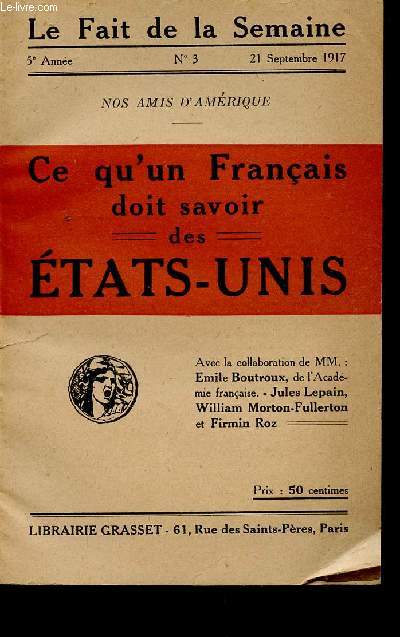 Le-livre.com
Le Fait de la Semaine
5e Année N° 3 21 Septembre 1917
NOS AMIS D'AMÉRIQUE
Ce qu'un Français
doit savoir
des
ÉTATS-UNIS
Avec la collaboration de MM. :
Emile Boutroux, de l'Acadé-
mie française. - Jules Lepain,
William Morton-Fullerton
et Firmin Roz
Prix : 50 centimes
LIBRAIRIE GRASSET - 61, Rue des Saints-Pères, Paris